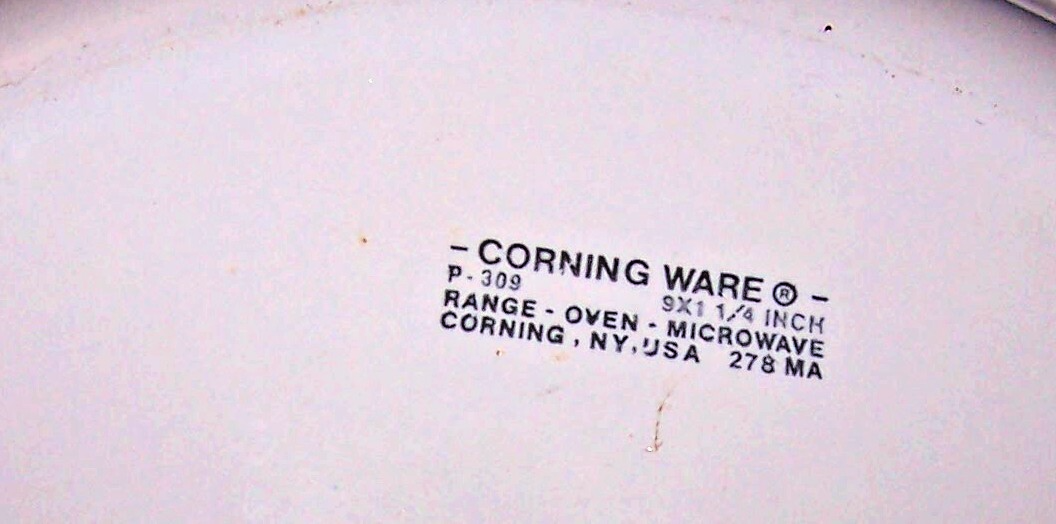 - CORNING WARE ® -
P - 309 9X1 1/4 INCH
RANGE - OVEN - MICROWAVE
CORNING , NY, USA 278 MA